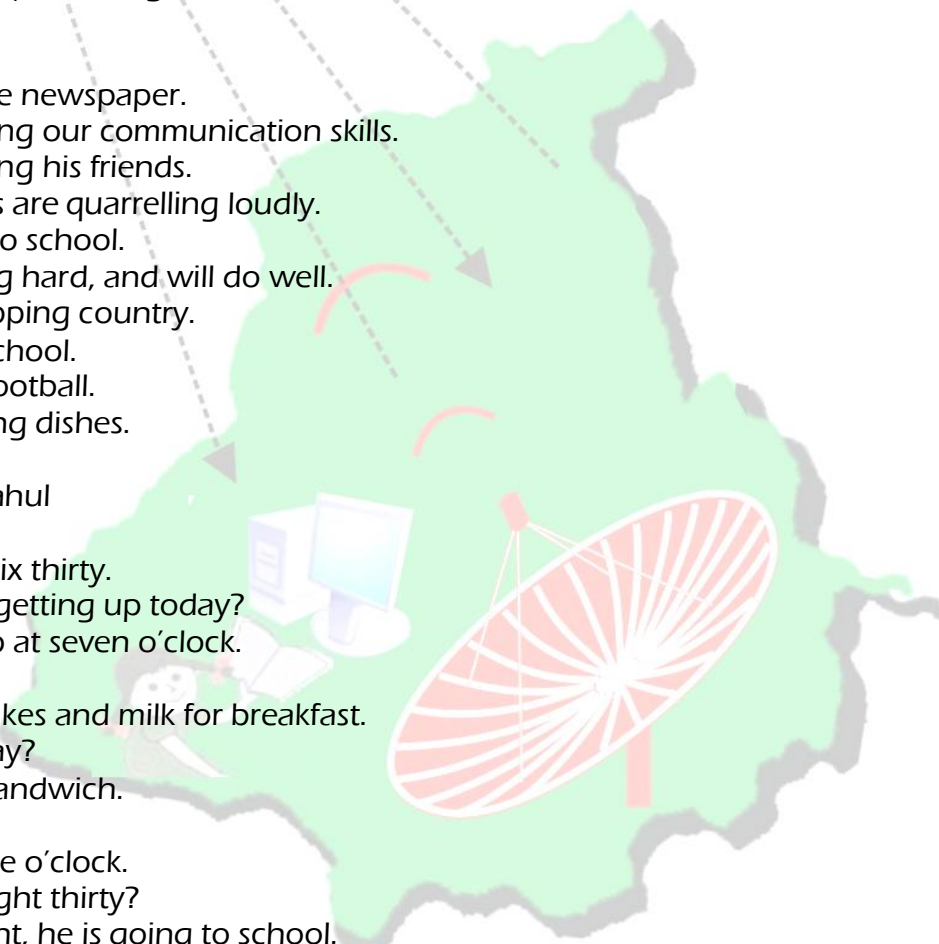 e newspaper.
ng our communication skills.
ng his friends.
s are quarrelling loudly.
o school.
g hard, and will do well.
pping country.
chool.
ootball.
ng dishes.
ahul
ix thirty.
getting up today?
o at seven o’clock.
kes and milk for breakfast.
ay?
andwich.
e o’clock.
ght thirty?
nt, he is going to school.